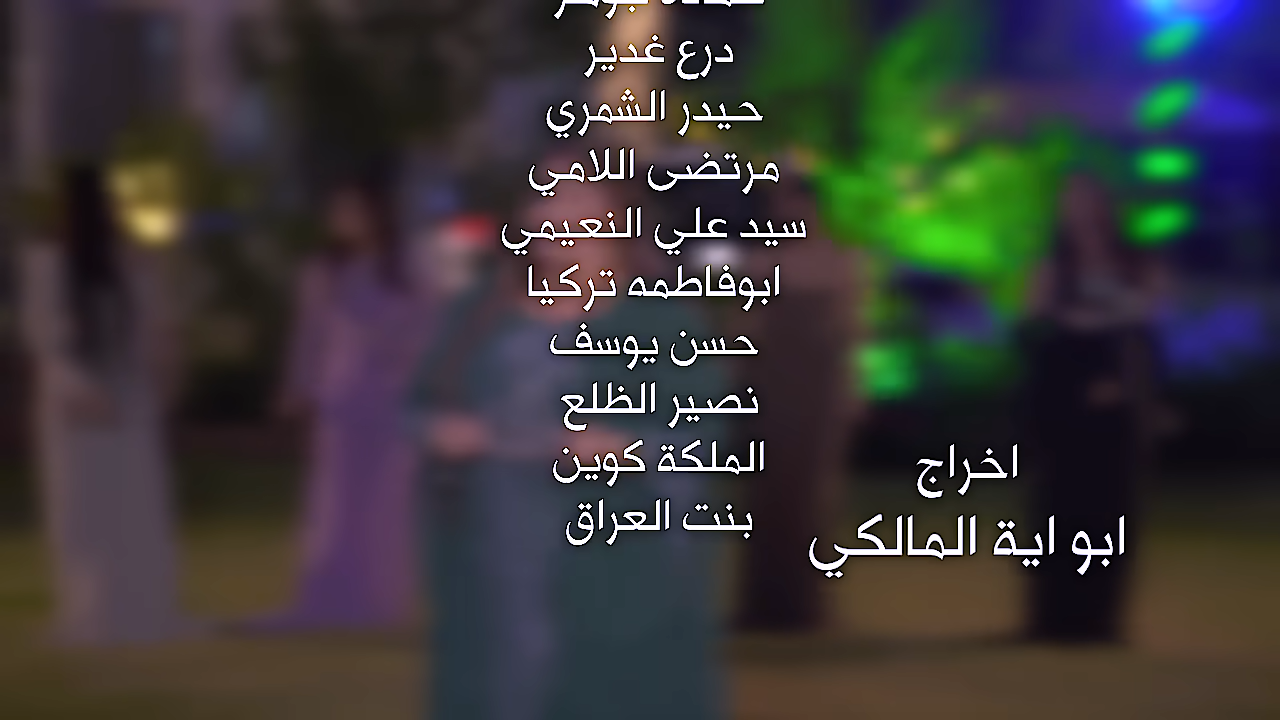 درع غدير
حيدر الشمري
مرتضى اللامي
سيد علي النعيمي
ابوفاطمه تركيا
حسن يوسف
نصير الظلع
الملكة كوين
بنت العراق
اخراج
ابو اية المالكي